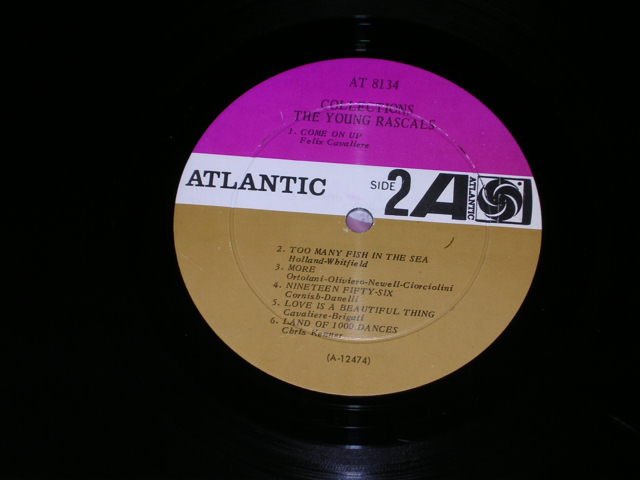 AT 8134
COLLECTIONS
THE YOUNG RASCALS
1. COME ON UP
Felix Cavaliere
ATLANTIC SIDE 2 A ATLANTIC
2. TOO MANY FISH IN THE SEA
Holland-Whitfield
3. MORE
Ortolani-Oliviero-Newell-Ciorciolini
4. NINETEEN FIFTY-SIX
Cornish-Danelli
5. LOVE IS A BEAUTIFUL THING
Cavaliere-Brigati
6. LAND OF 1000 DANCES
Chris Kenner
(A-12474)